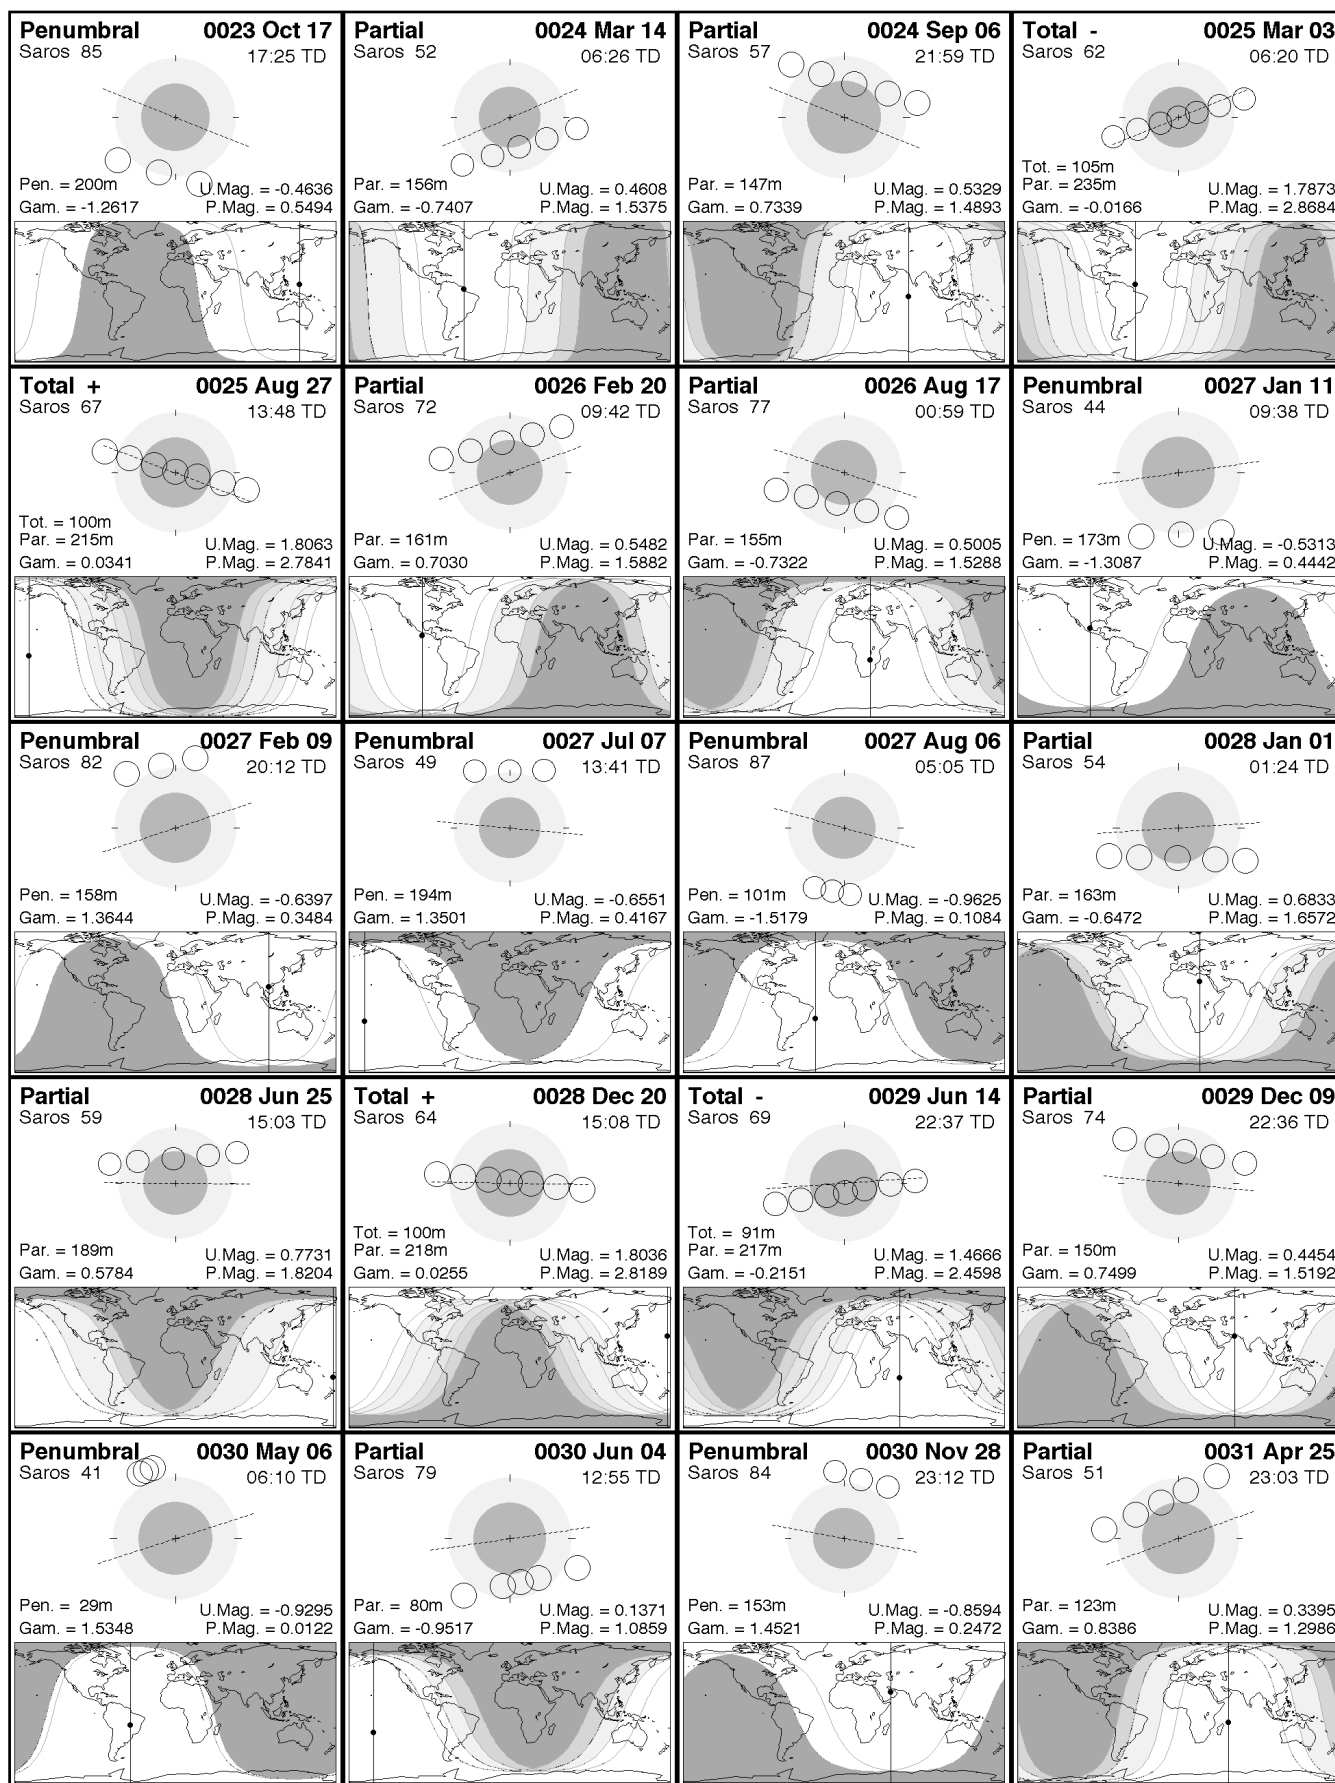 Penumbral 0023 Oct 17
Saros 85 17:25 TD
Pen. = 200m U.Mag. = -0.4636
Gam. = -1.2617 P.Mag. = 0.5494
Partial 0024 Mar 14
Saros 52 06:26 TD
Par. = 156m U.Mag. = 0.4608
Gam. = -0.7407 P.Mag. = 1.5375
Partial 0024 Sep 06
Saros 57 21:59 TD
Par. = 147m U.Mag. = 0.5329
Gam. = 0.7339 P.Mag. = 1.4893
Total - 0025 Mar 03
Saros 62 06:20 TD
Tot. = 105m
Par. = 235m U.Mag. = 1.7873
Gam. = -0.0166 P.Mag. = 2.8684
Total + 0025 Aug 27
Saros 67 13:48 TD
Tot. = 100m
Par. = 215m U.Mag. = 1.8063
Gam. = 0.0341 P.Mag. = 2.7841
Partial 0026 Feb 20
Saros 72 09:42 TD
Par. = 161m U.Mag. = 0.5482
Gam. = 0.7030 P.Mag. = 1.5882
Partial 0026 Aug 17
Saros 77 00:59 TD
Par. = 155m U.Mag. = 0.5005
Gam. = -0.7322 P.Mag. = 1.5288
Penumbral 0027 Jan 11
Saros 44 09:38 TD
Pen. = 173m U.Mag. = -0.5313
Gam. = -1.3087 P.Mag. = 0.4442
Penumbral 0027 Feb 09
Saros 82 20:12 TD
Pen. = 158m U.Mag. = -0.6397
Gam. = 1.3644 P.Mag. = 0.3484
Penumbral 0027 Jul 07
Saros 49 13:41 TD
Pen. = 194m U.Mag. = -0.6551
Gam. = 1.3501 P.Mag. = 0.4167
Penumbral 0027 Aug 06
Saros 87 05:05 TD
Pen. = 101m U.Mag. = -0.9625
Gam. = -1.5179 P.Mag. = 0.1084
Partial 0028 Jan 01
Saros 54 01:24 TD
Par. = 163m U.Mag. = 0.6833
Gam. = -0.6472 P.Mag. = 1.6572
Partial 0028 Jun 25
Saros 59 15:03 TD
Par. = 189m U.Mag. = 0.7731
Gam. = 0.5784 P.Mag. = 1.8204
Total + 0028 Dec 20
Saros 64 15:08 TD
Tot. = 100m
Par. = 218m U.Mag. = 1.8036
Gam. = 0.0255 P.Mag. = 2.8189
Total - 0029 Jun 14
Saros 69 22:37 TD
Tot. = 91m
Par. = 217m U.Mag. = 1.4666
Gam. = -0.2151 P.Mag. = 2.4598
Partial 0029 Dec 09
Saros 74 22:36 TD
Par. = 150m U.Mag. = 0.4454
Gam. = 0.7499 P.Mag. = 1.5192
Penumbral 0030 May 06
Saros 41 06:10 TD
Pen. = 29m U.Mag. = -0.9295
Gam. = 1.5348 P.Mag. = 0.0122
Partial 0030 Jun 04
Saros 79 12:55 TD
Par. = 80m U.Mag. = 0.1371
Gam. = -0.9517 P.Mag. = 1.0859
Penumbral 0030 Nov 28
Saros 84 23:12 TD
Pen. = 153m U.Mag. = -0.8594
Gam. = 1.4521 P.Mag. = 0.2472
Partial 0031 Apr 25
Saros 51 23:03 TD
Par. = 123m U.Mag. = 0.3395
Gam. = 0.8386 P.Mag. = 1.2986